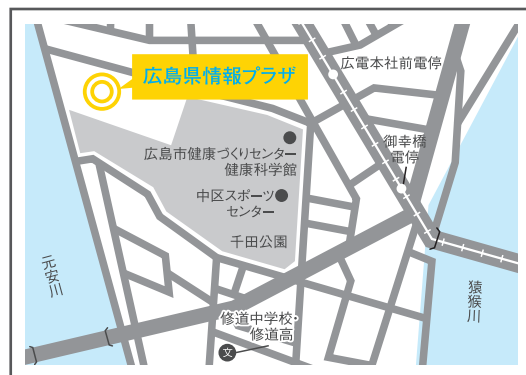 広島県情報プラザ
広電本社前電停
御幸橋
電停
広島市健康づくりセンター
健康科学館
中区スポーツ
センター
千田公園
元安川
猿猴川
修道中学校・
修道高
文